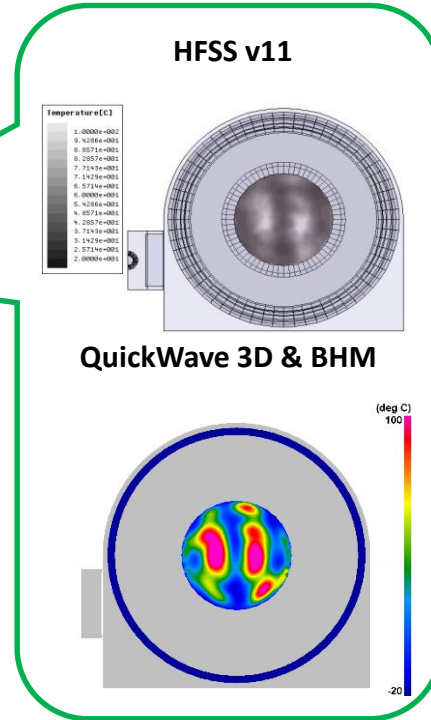 HFSS v11
Temperature[C]
1.0000e+002
9.4286e+001
8.8571e+001
8.2857e+001
7.7143e+001
7.1429e+001
6.5714e+001
6.0000e+001
5.4286e+001
4.8571e+001
4.2857e+001
3.7143e+001
3.1429e+001
2.5714e+001
2.0000e+001
QuickWave 3D & BHM
(deg C)
100
-20